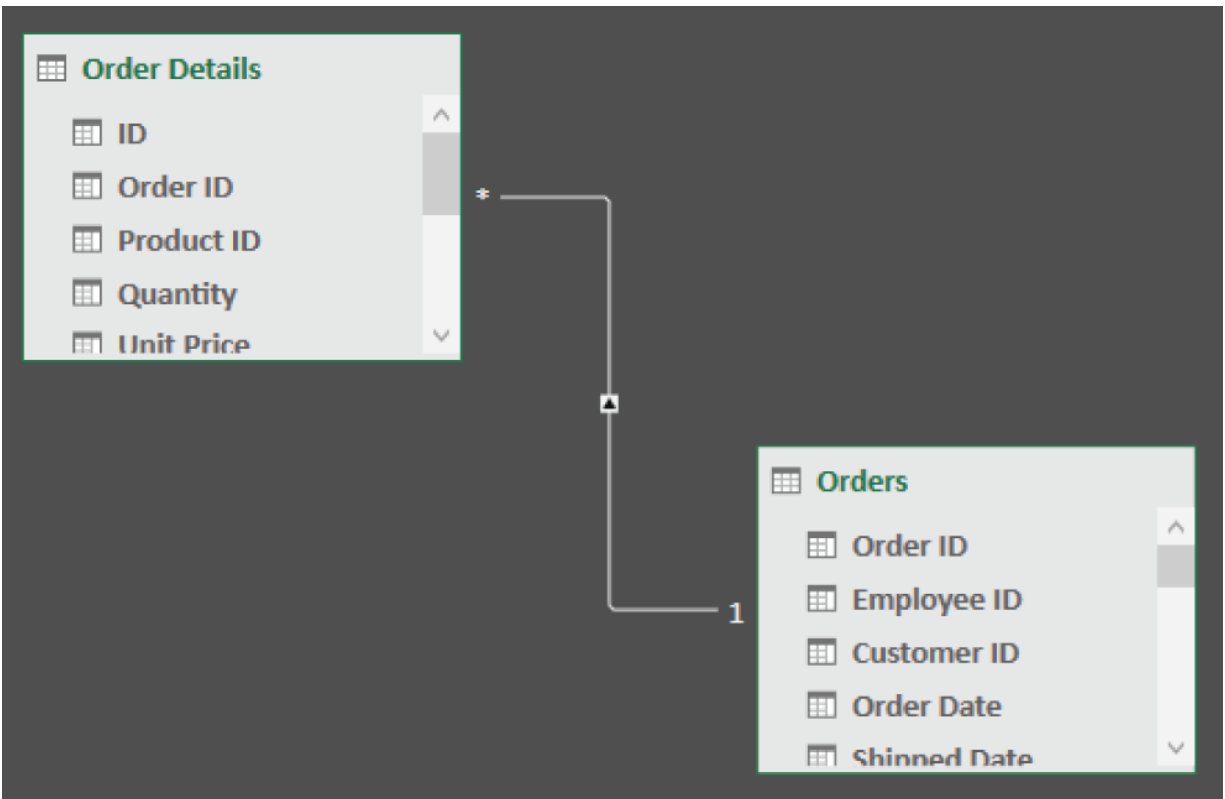 Order Details
ID
Order ID
Product ID
Quantity
Unit Price
*
1
Orders
Order ID
Employee ID
Customer ID
Order Date
Shipped Date